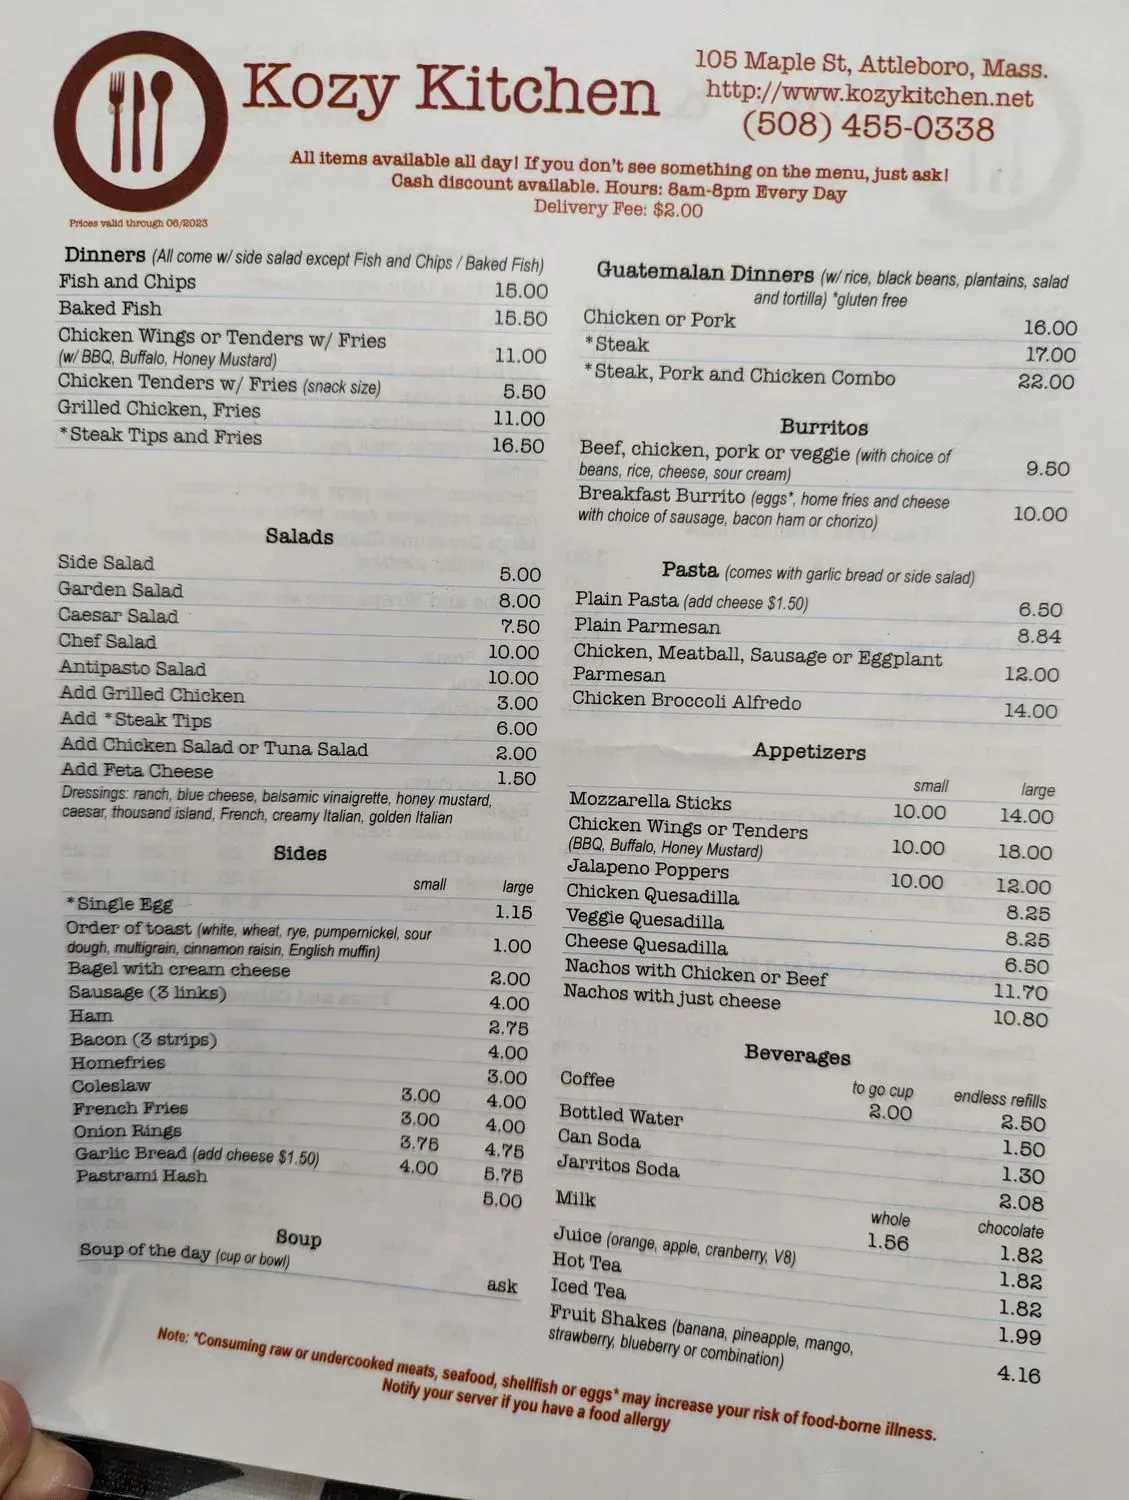 Kozy Kitchen
105 Maple St, Attleboro, Mass.
http://www.kozykitchen.net
(508) 455-0338
All items available all day! If you don't see something on the menu, just ask!
Cash discount available. Hours: 8am-8pm Every Day
Delivery Fee: $2.00
Prices valid through 06/2023
Dinners (All come w/ side salad except Fish and Chips / Baked Fish)
Fish and Chips 15.00
Baked Fish 15.50
Chicken Wings or Tenders w/ Fries
(w/ BBQ, Buffalo, Honey Mustard) 11.00
Chicken Tenders w/ Fries (snack size) 5.50
Grilled Chicken, Fries 11.00
*Steak Tips and Fries 16.50
Salads
Side Salad 5.00
Garden Salad 8.00
Caesar Salad 7.50
Chef Salad 10.00
Antipasto Salad 10.00
Add Grilled Chicken 3.00
Add *Steak Tips 6.00
Add Chicken Salad or Tuna Salad 2.00
Add Feta Cheese 1.50
Dressings: ranch, blue cheese, balsamic vinaigrette, honey mustard,
caesar, thousand island, French, creamy Italian, golden Italian
Sides
small large
*Single Egg 1.15
Order of toast (white, wheat, rye, pumpernickel, sour
dough, multigrain, cinnamon raisin, English muffin) 1.00
Bagel with cream cheese 2.00
Sausage (3 links) 4.00
Ham 2.75
Bacon (3 strips) 4.00
Homefries 3.00
Coleslaw 3.00 4.00
French Fries 3.00 4.00
Onion Rings 3.75 4.75
Garlic Bread (add cheese $1.50) 4.00 5.75
Pastrami Hash 5.00
Soup
Soup of the day (cup or bowl) ask
Guatemalan Dinners (w/ rice, black beans, plantains, salad
and tortilla) *gluten free
Chicken or Pork 16.00
*Steak 17.00
*Steak, Pork and Chicken Combo 22.00
Burritos
Beef, chicken, pork or veggie (with choice of
beans, rice, cheese, sour cream) 9.50
Breakfast Burrito (eggs*, home fries and cheese
with choice of sausage, bacon ham or chorizo) 10.00
Pasta (comes with garlic bread or side salad)
Plain Pasta (add cheese $1.50) 6.50
Plain Parmesan 8.84
Chicken, Meatball, Sausage or Eggplant
Parmesan 12.00
Chicken Broccoli Alfredo 14.00
Appetizers
small large
Mozzarella Sticks 10.00 14.00
Chicken Wings or Tenders
(BBQ, Buffalo, Honey Mustard) 10.00 18.00
Jalapeno Poppers 10.00 12.00
Chicken Quesadilla 8.25
Veggie Quesadilla 8.25
Cheese Quesadilla 6.50
Nachos with Chicken or Beef 11.70
Nachos with just cheese 10.80
Beverages
to go cup endless refills
Coffee 2.00 2.50
Bottled Water 1.50
Can Soda 1.30
Jarritos Soda 2.08
whole chocolate
Milk 1.56 1.82
Juice (orange, apple, cranberry, V8) 1.82
Hot Tea 1.82
Iced Tea 1.99
Fruit Shakes (banana, pineapple, mango,
strawberry, blueberry or combination) 4.16
Note: *Consuming raw or undercooked meats, seafood, shellfish or eggs* may increase your risk of food-borne illness.
Notify your server if you have a food allergy